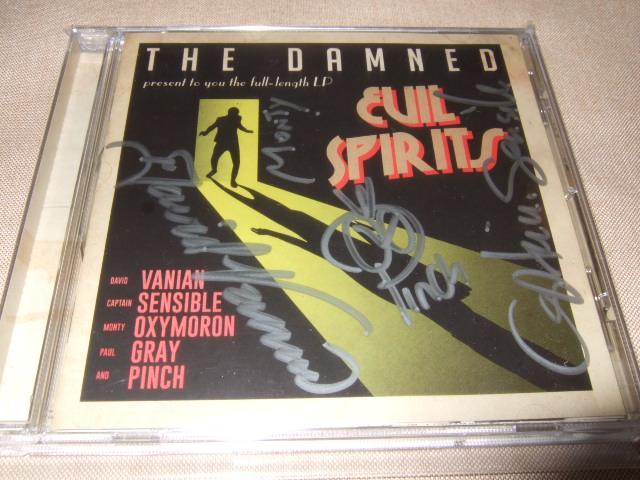 THE DAMNED
present to you the full-length LP
EVIL
SPIRITS
Monty
Pinch
DAVID VANIAN
CAPTAIN SENSIBLE
MONTY OXYMORON
PAUL GRAY
AND PINCH